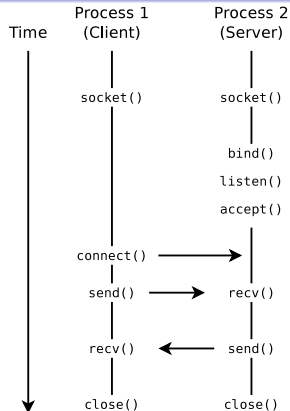 Process 1
(Client)
Process 2
(Server)
Time
socket()
socket()
bind()
listen()
accept()
connect()
send()
recv()
recv()
send()
close()
close()